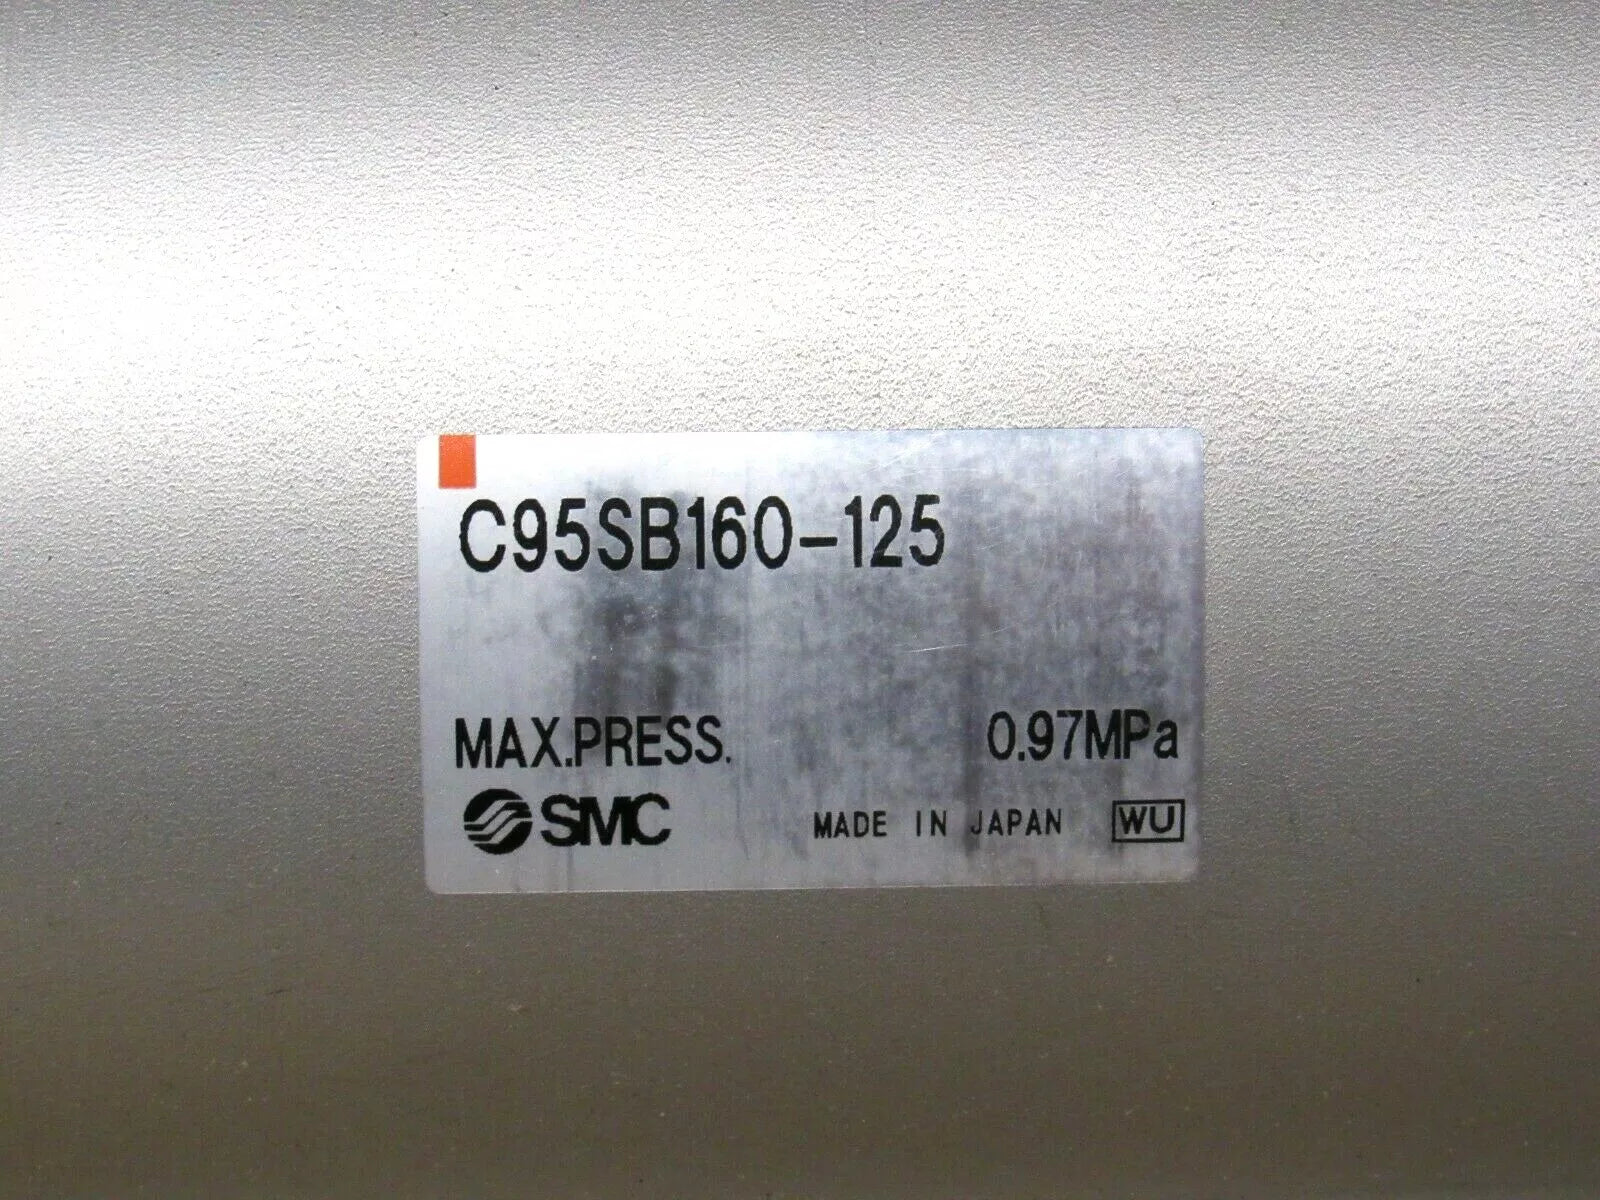 C95SB160-125
MAX.PRESS. 0.97MPa
SMC MADE IN JAPAN WU